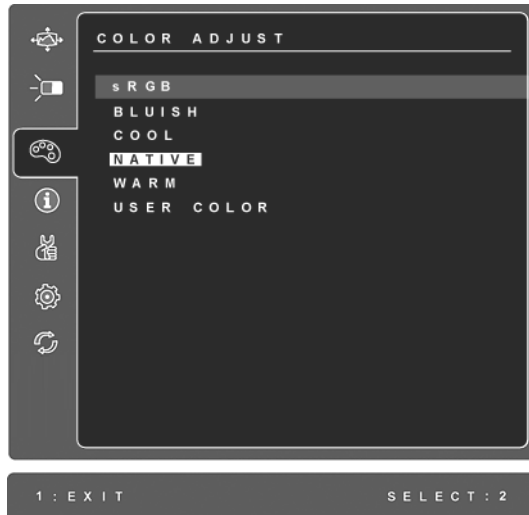 COLOR ADJUST
sRGB
BLUISH
COOL
NATIVE
WARM
USER COLOR
1:EXIT SELECT:2